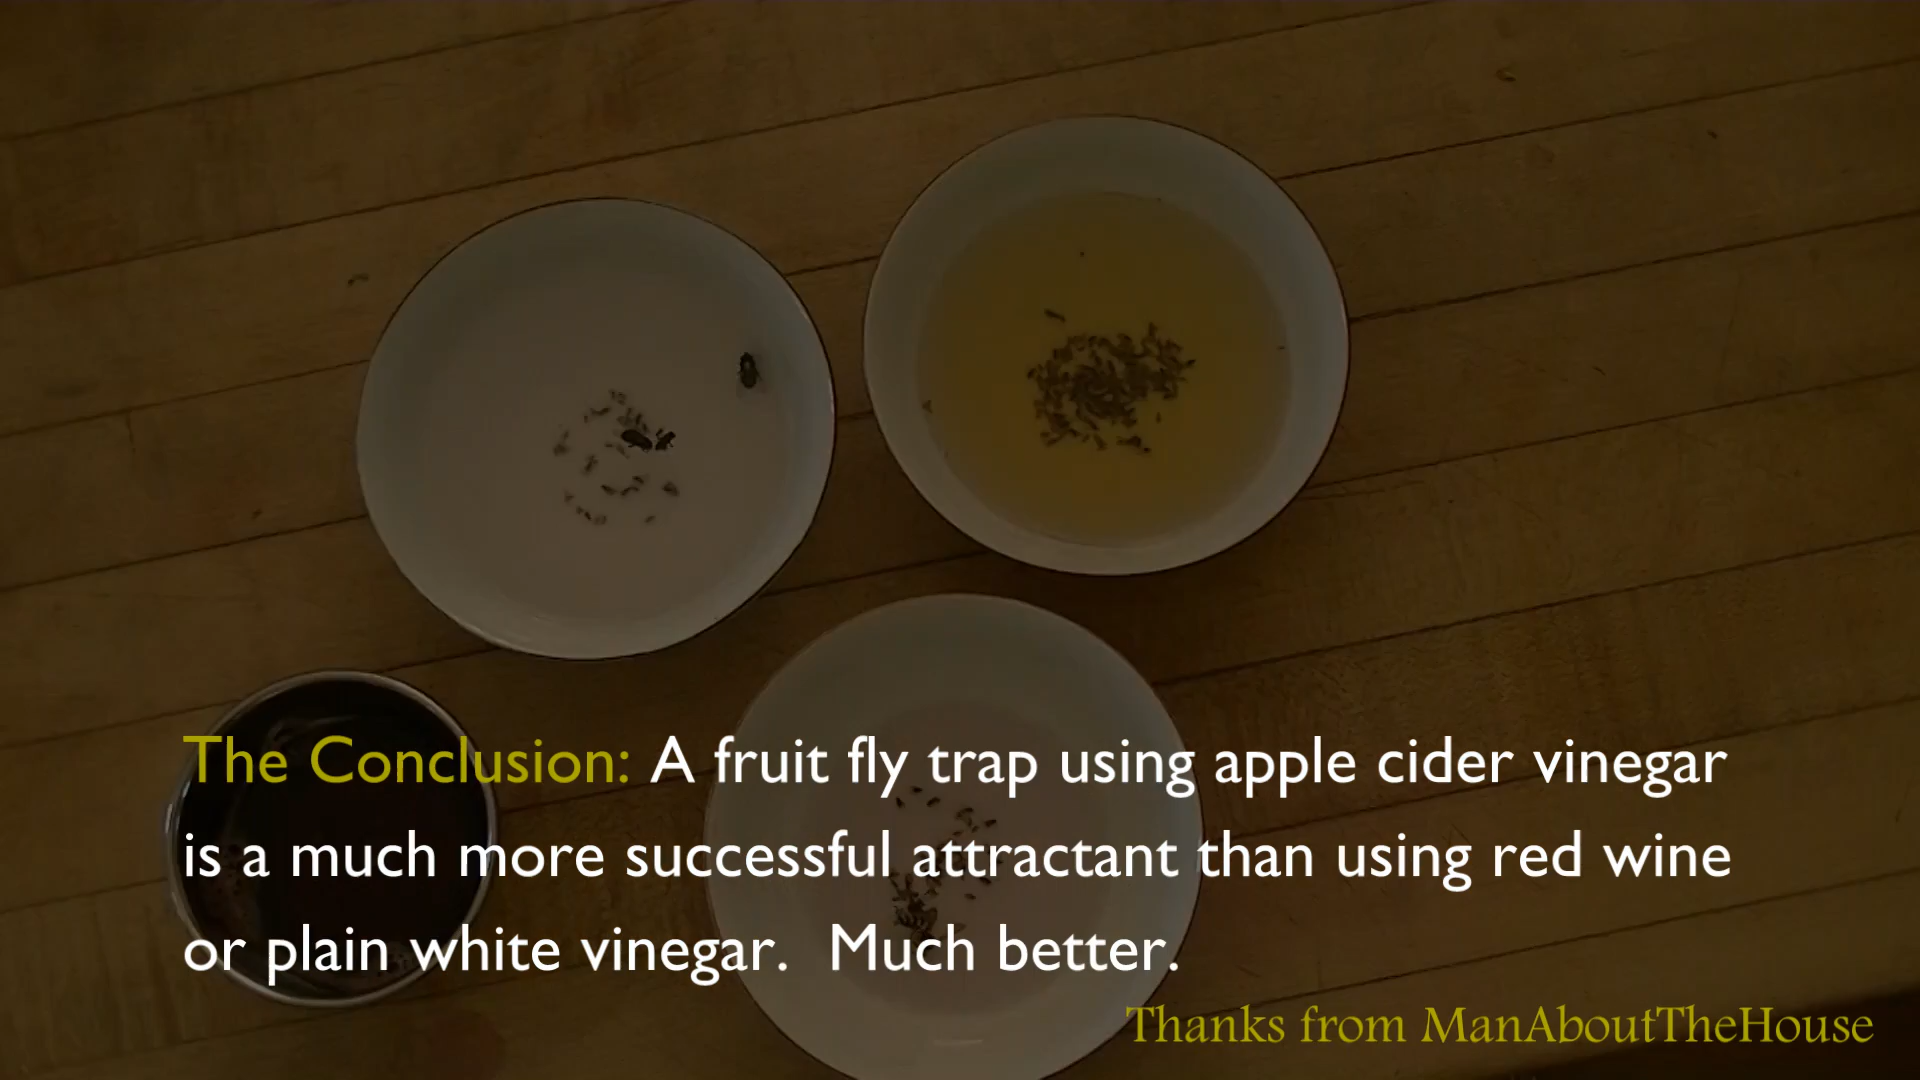 The Conclusion: A fruit fly trap using apple cider vinegar
is a much more successful attractant than using red wine
or plain white vinegar.  Much better.
Thanks from ManAboutTheHouse